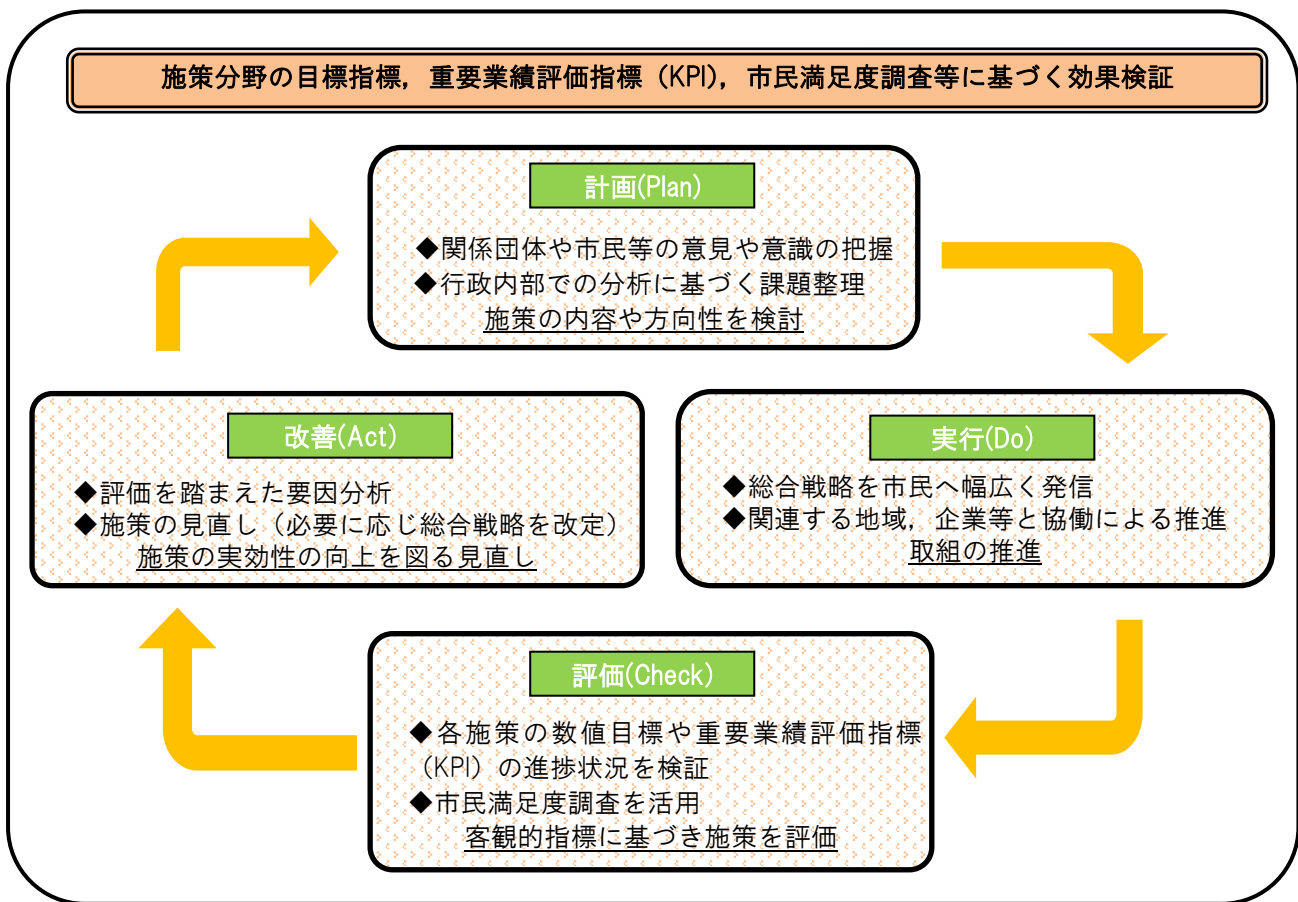 施策分野の目標指標，重要業績評価指標（KPI），市民満足度調査等に基づく効果検証
計画(Plan)
◆関係団体や市民等の意見や意識の把握
◆行政内部での分析に基づく課題整理
施策の内容や方向性を検討
改善(Act)
◆評価を踏まえた要因分析
◆施策の見直し（必要に応じ総合戦略を改定）
施策の実効性の向上を図る見直し
実行(Do)
◆総合戦略を市民へ幅広く発信
◆関連する地域，企業等と協働による推進
取組の推進
評価(Check)
◆各施策の数値目標や重要業績評価指標
（KPI）の進捗状況を検証
◆市民満足度調査を活用
客観的指標に基づき施策を評価